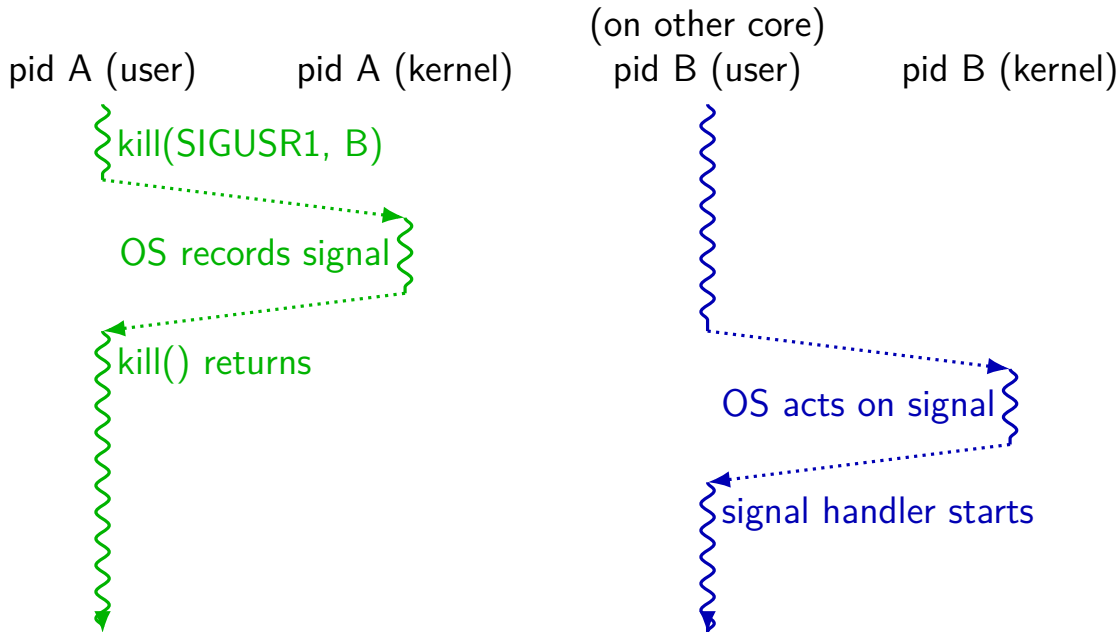 (on other core)
pid A (user)
pid A (kernel)
pid B (user)
pid B (kernel)
kill(SIGUSR1, B)
OS records signal
kill() returns
OS acts on signal
signal handler starts